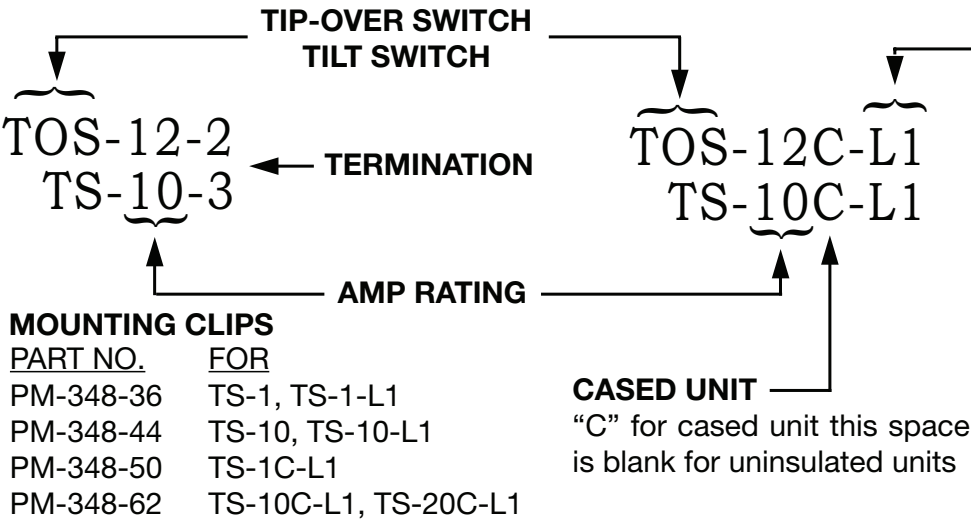 TIP-OVER SWITCH
TILT SWITCH
TOS-12-2
TS-10-3
TERMINATION
TOS-12C-L1
TS-10C-L1
AMP RATING
MOUNTING CLIPS
PART NO. FOR
PM-348-36 TS-1, TS-1-L1
PM-348-44 TS-10, TS-10-L1
PM-348-50 TS-1C-L1
PM-348-62 TS-10C-L1, TS-20C-L1
CASED UNIT
“C” for cased unit this space
is blank for uninsulated units